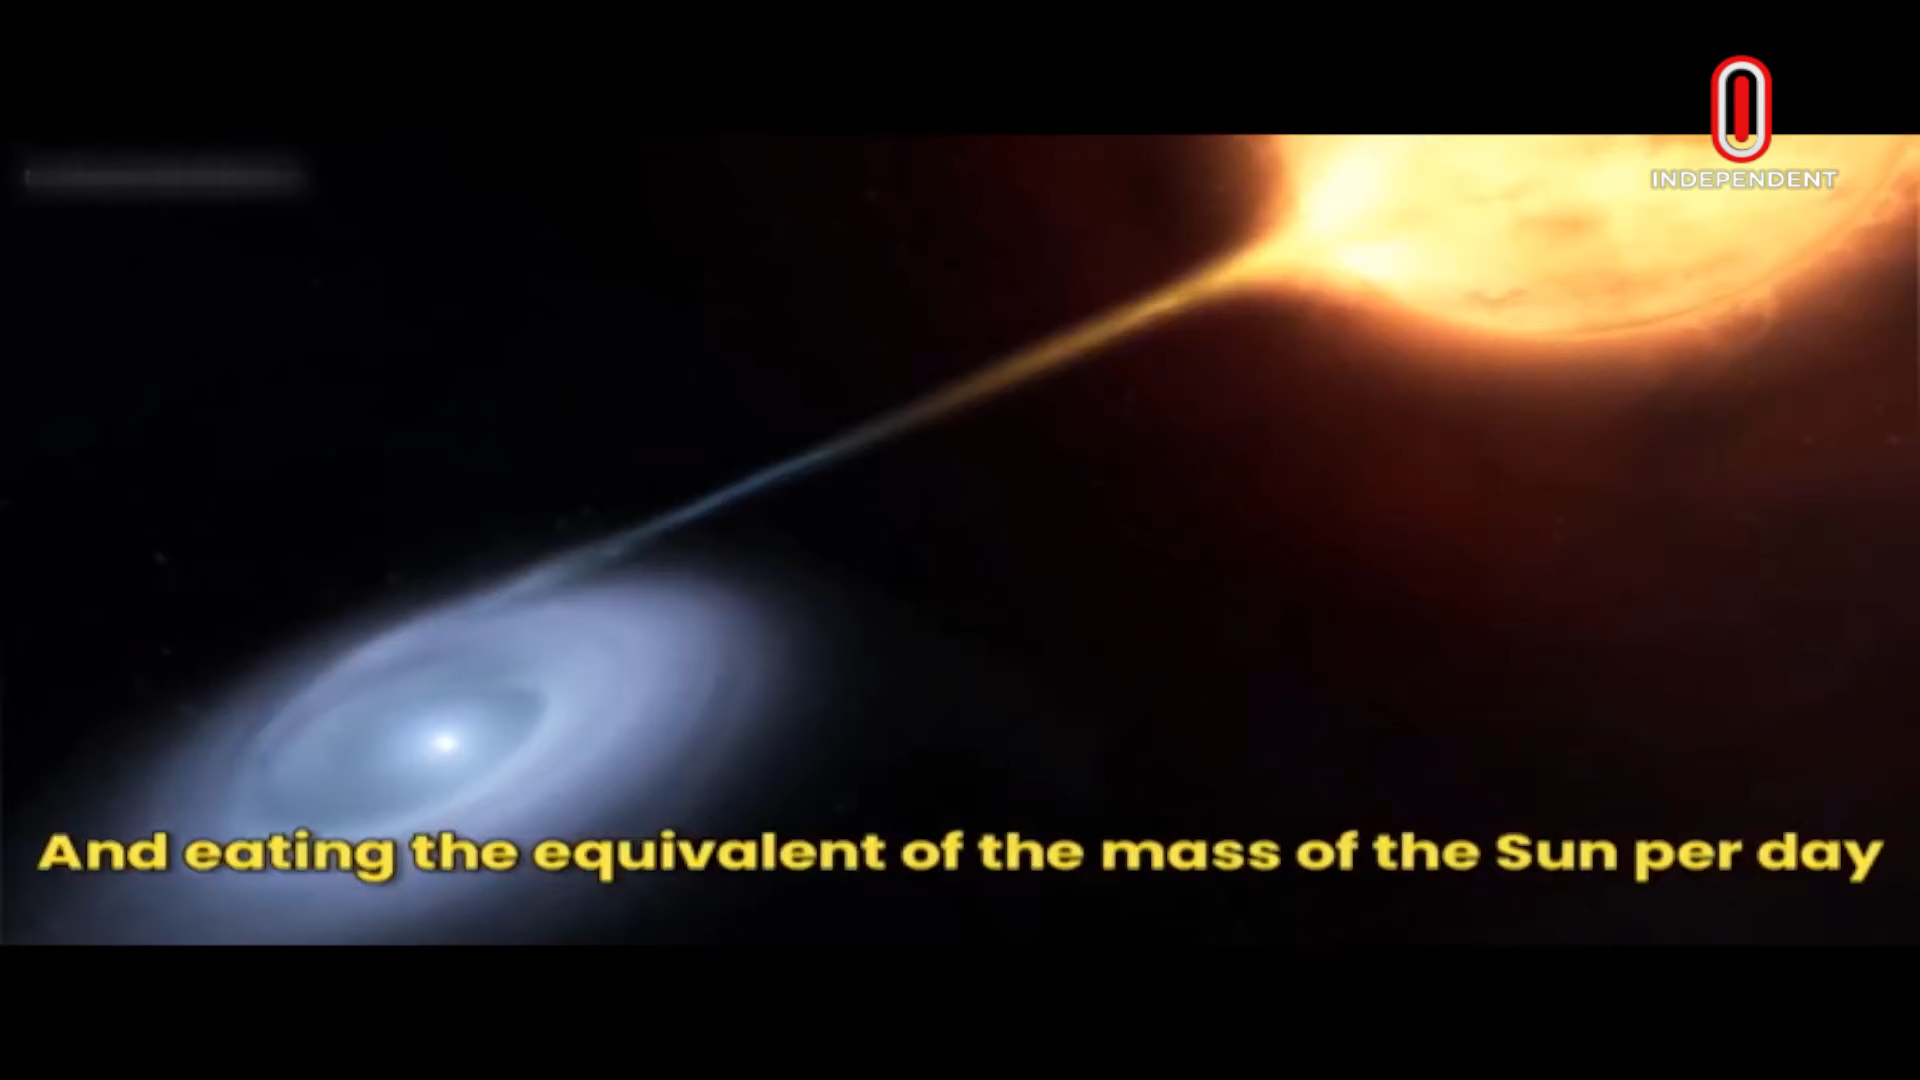 INDEPENDENT
And eating the equivalent of the mass of the Sun per day